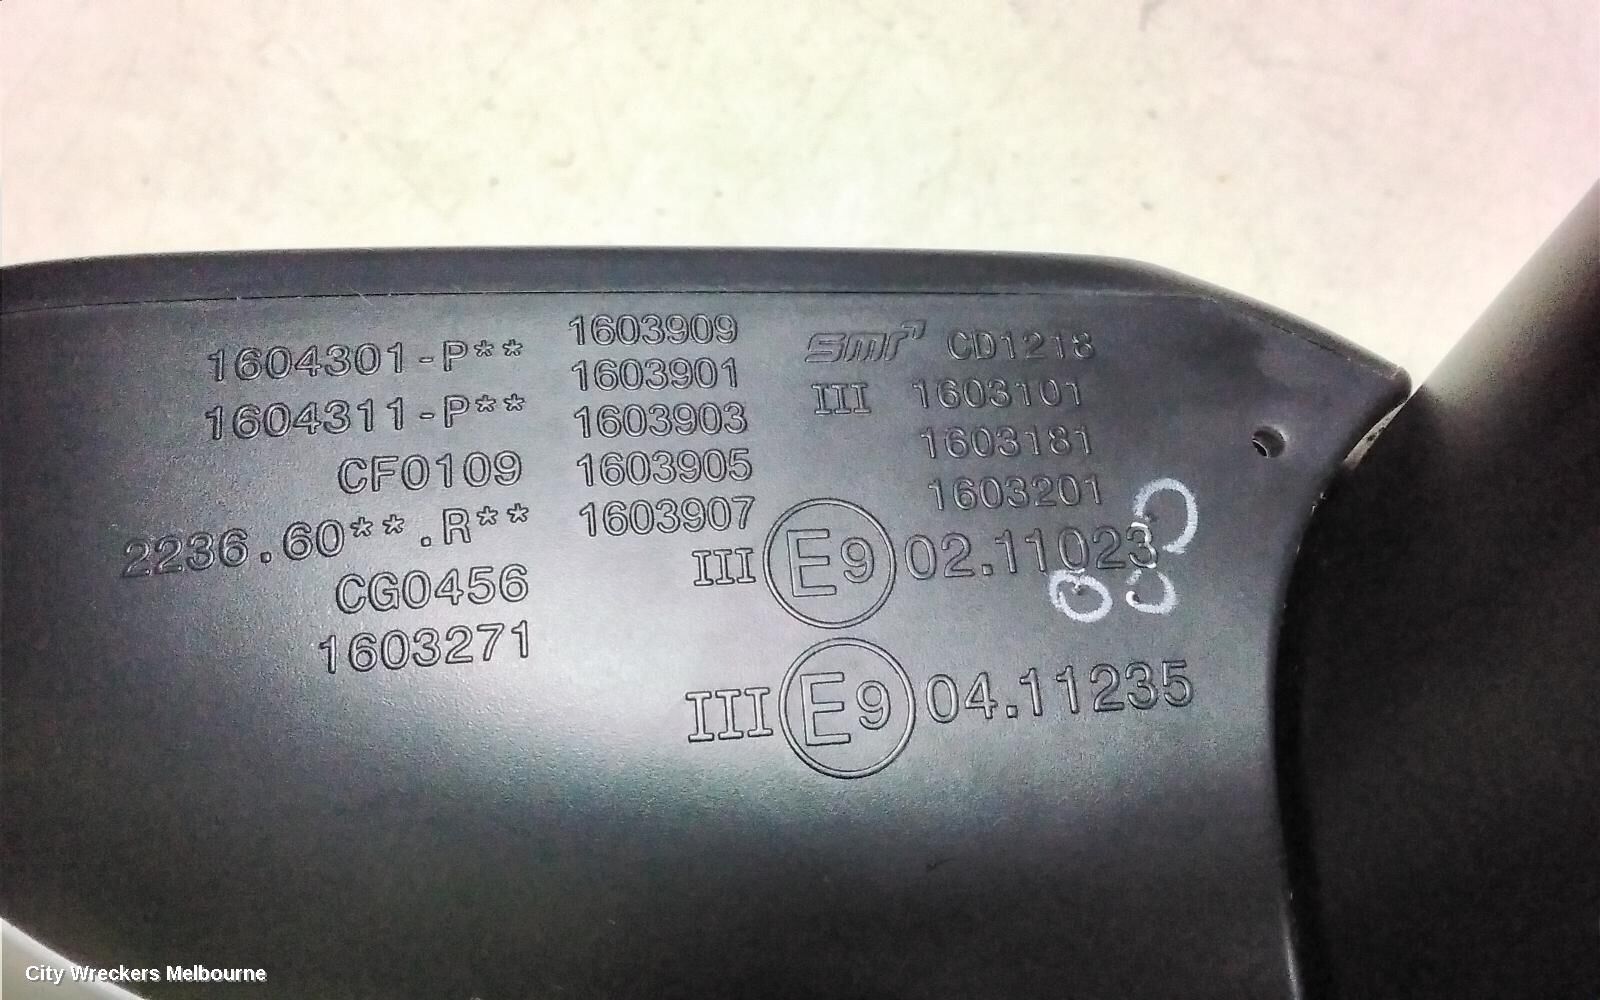 1604301-P**
1604311-P**
CF0109
2236.60**.R**
CG0456
1603271
1603909
1603901
1603903
1603905
1603907
smr CD1218
III 1603101
1603181
1603201
III E9 02.11023
III E9 04.11235
City Wreckers Melbourne